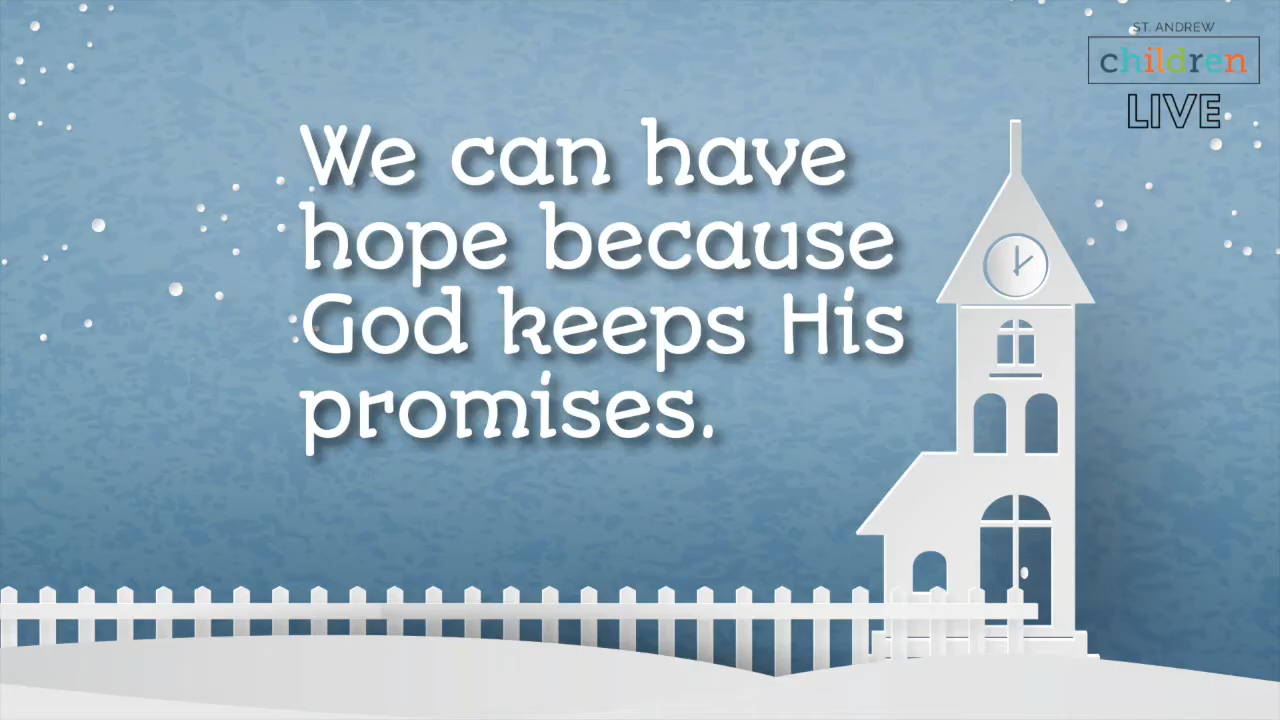 ST. ANDREW
children
LIVE
We can have
hope because
God keeps His
promises.